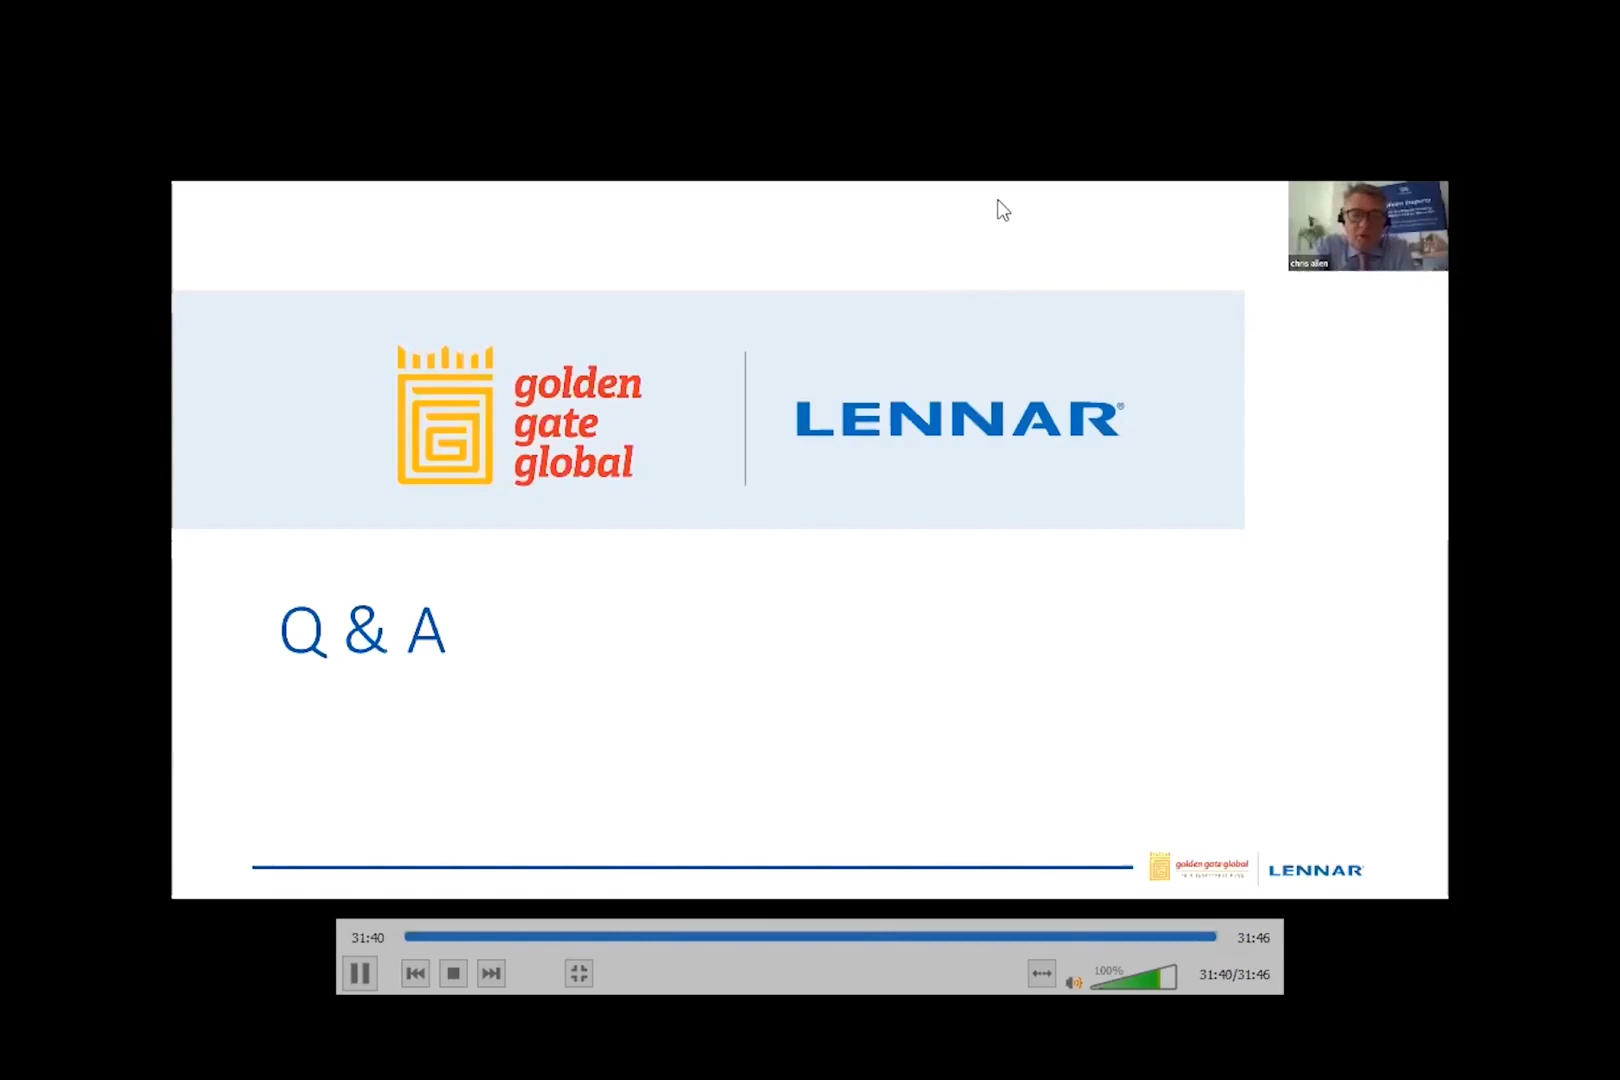 chris allen
golden
gate
global
LENNAR®
Q & A
golden gate global
LENNAR®
31:40
31:46
100%
31:40/31:46